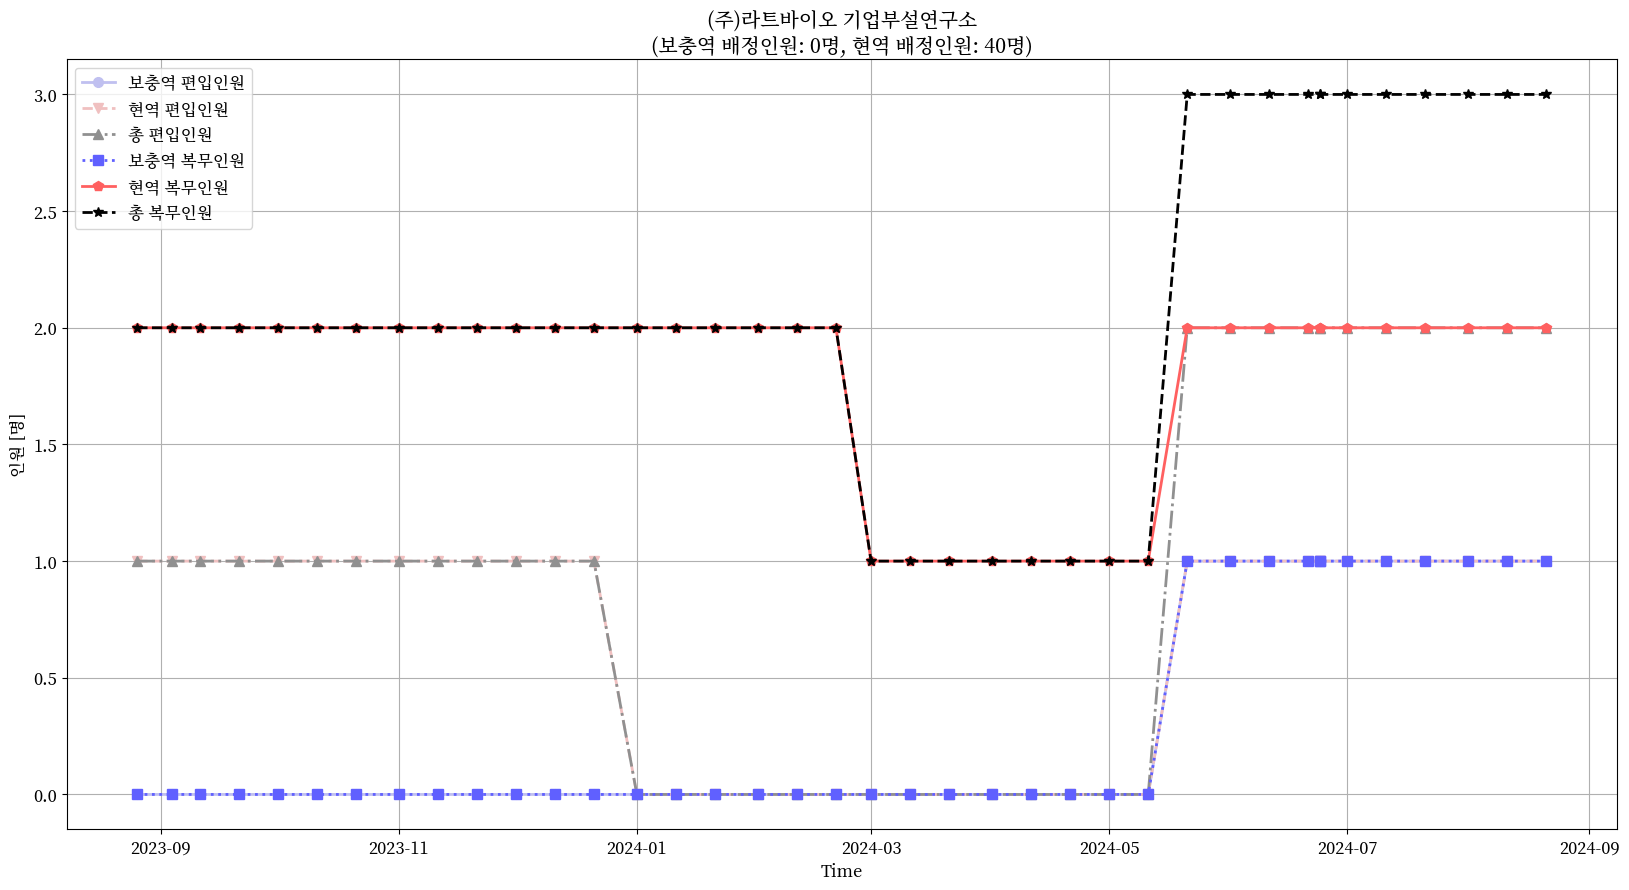 (주)라트바이오 기업부설연구소
(보충역 배정인원: 0명, 현역 배정인원: 40명)
보충역 편입인원
현역 편입인원
총 편입인원
보충역 복무인원
현역 복무인원
총 복무인원
3.0
2.5
2.0
1.5
1.0
0.5
0.0
인원 [명]
2023-09
2023-11
2024-01
2024-03
2024-05
2024-07
2024-09
Time